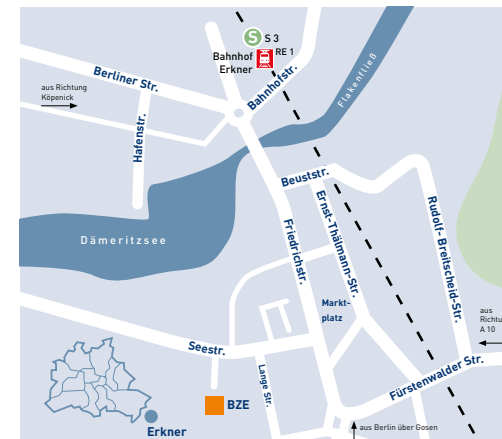 S S 3
Bahnhof RE 1
Erkner
Berliner Str.
Bahnhofstr.
aus Richtung
Köpenick
Hafenstr.
Flakenfließ
Beuststr.
Ernst-Thälmann-Str.
Rudolf- Breitscheid-Str.
Dämeritzsee
Friedrichstr.
Markt-
platz
aus
Richtu
A 10
Seestr.
Lange Str.
Fürstenwalder Str.
BZE
aus Berlin über Gosen
Erkner